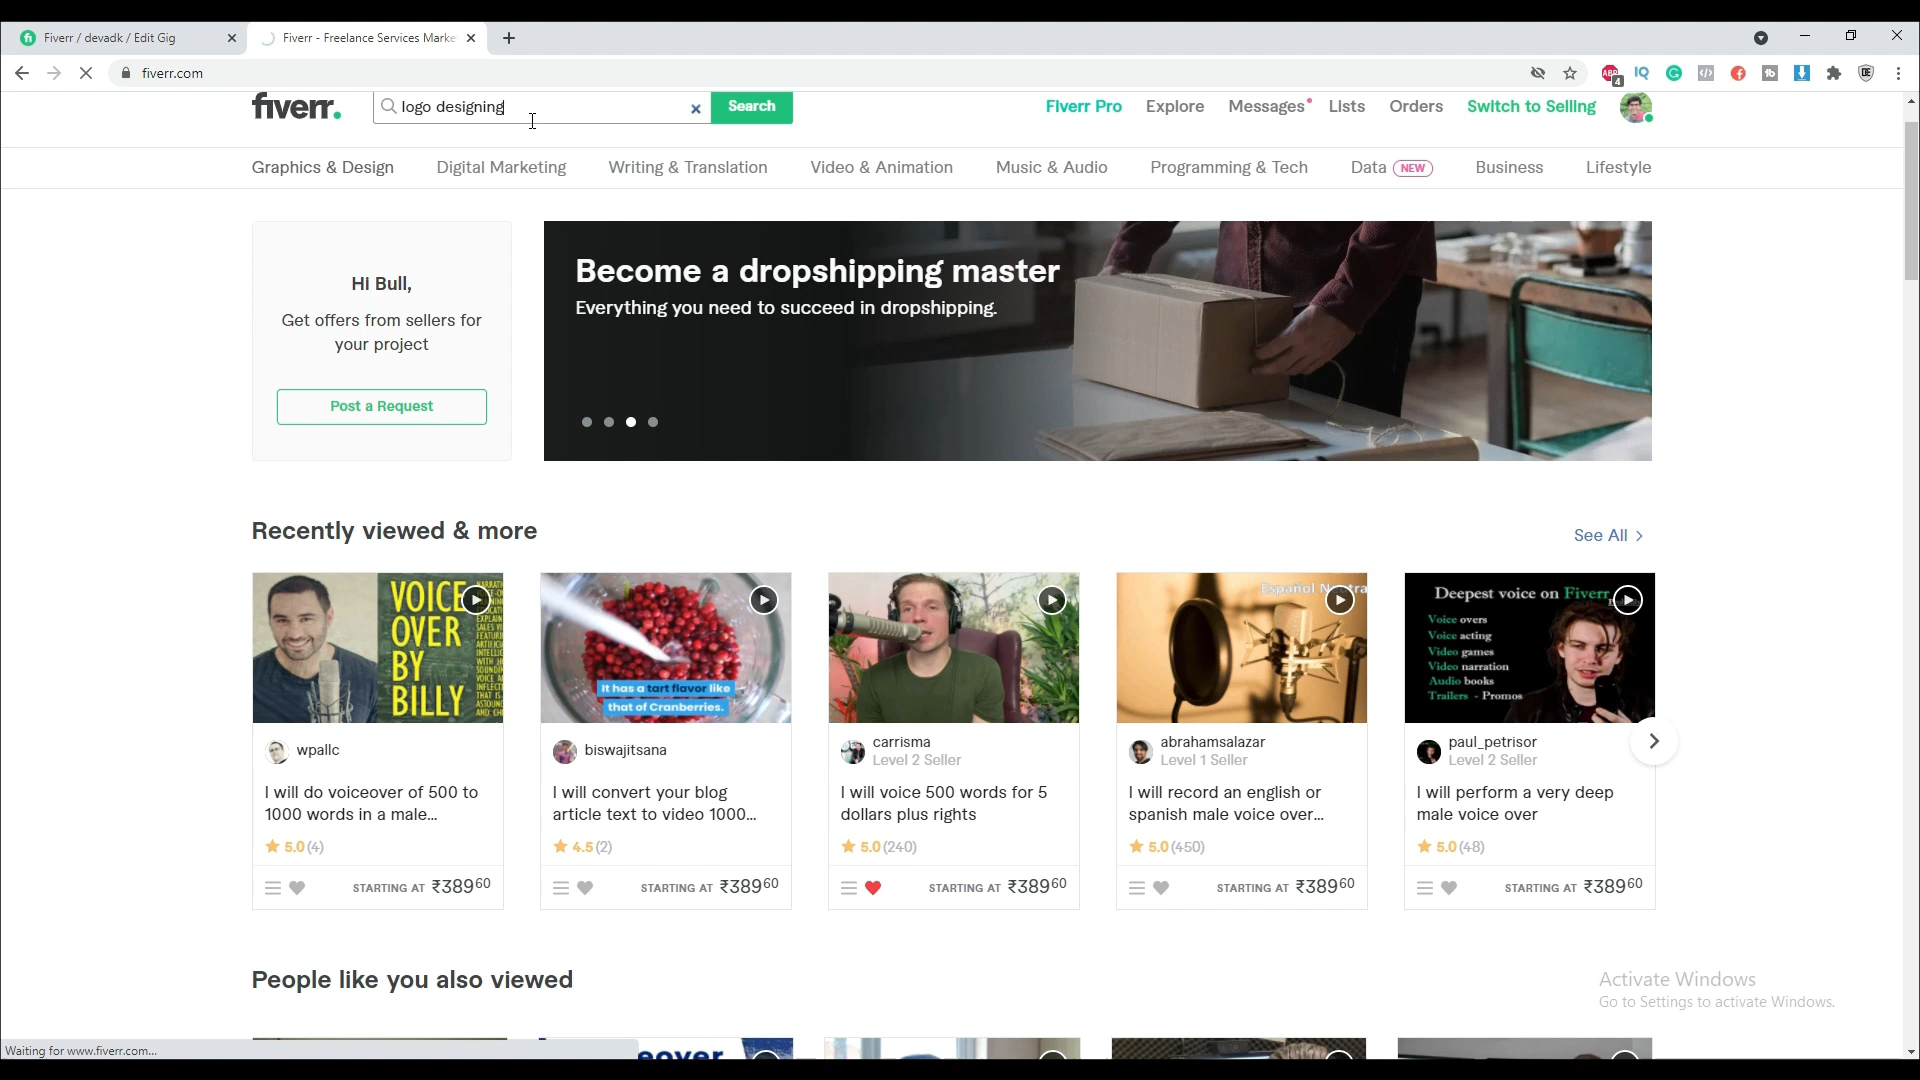 Fiverr / devadk / Edit Gig
Fiverr - Freelance Services Marke
fiverr.com
4
fiverr.
logo designing
Search
Fiverr Pro
Explore
Messages
Lists
Orders
Switch to Selling
Graphics & Design
Digital Marketing
Writing & Translation
Video & Animation
Music & Audio
Programming & Tech
Data NEW
Business
Lifestyle
Hi Bull,
Get offers from sellers for
your project
Post a Request
Become a dropshipping master
Everything you need to succeed in dropshipping.
Recently viewed & more
See All >
VOICE
OVER
BY
BILLY
It has a tart flavor like
that of Cranberries.
Español
Deepest voice on Fiverr
Voice overs
Voice acting
Video games
Video narration
Audio books
Trailers - Promos
wpallc
I will do voiceover of 500 to
1000 words in a male...
5.0 (4)
STARTING AT ₹38960
biswajitsana
I will convert your blog
article text to video 1000...
4.5 (2)
STARTING AT ₹38960
carrisma
Level 2 Seller
I will voice 500 words for 5
dollars plus rights
5.0 (240)
STARTING AT ₹38960
abrahamsalazar
Level 1 Seller
I will record an english or
spanish male voice over...
5.0 (450)
STARTING AT ₹38960
paul_petrisor
Level 2 Seller
I will perform a very deep
male voice over
5.0 (48)
STARTING AT ₹38960
People like you also viewed
Activate Windows
Go to Settings to activate Windows.
Waiting for www.fiverr.com...